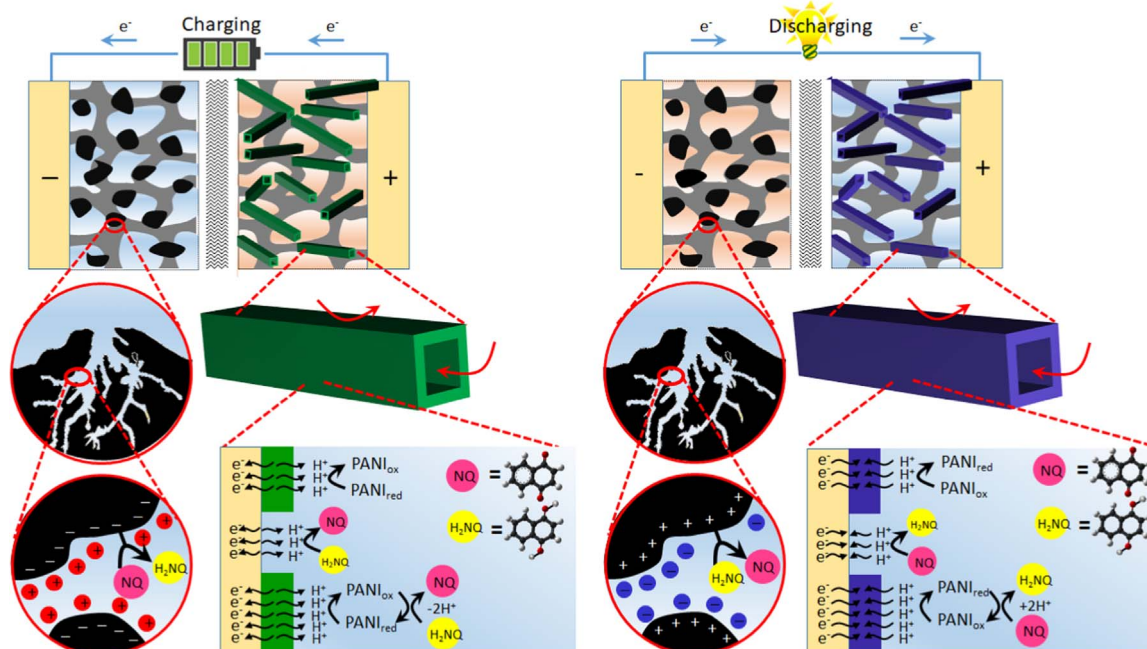 Charging
e- e-
− +
+ + + + + + + +
− − − − − − − − − −
NQ H2NQ
e- H+ PANIox
e- H+
e- H+ PANIred
NQ =
e- H+ NQ
e- H+
e- H+ H2NQ
H2NQ =
e- H+ NQ
e- H+ PANIox
e- H+ -2H+
e- H+ PANIred
e- H+ H2NQ
Discharging
e- e-
- +
+ + + + + + + + + +
− − − − − − − −
H2NQ NQ
e- H+ PANIred
e- H+
e- H+ PANIox
NQ =
e- H+ H2NQ
e- H+
e- H+ NQ
H2NQ =
e- H+ H2NQ
e- H+ PANIred
e- H+ +2H+
e- H+ PANIox
e- H+ NQ